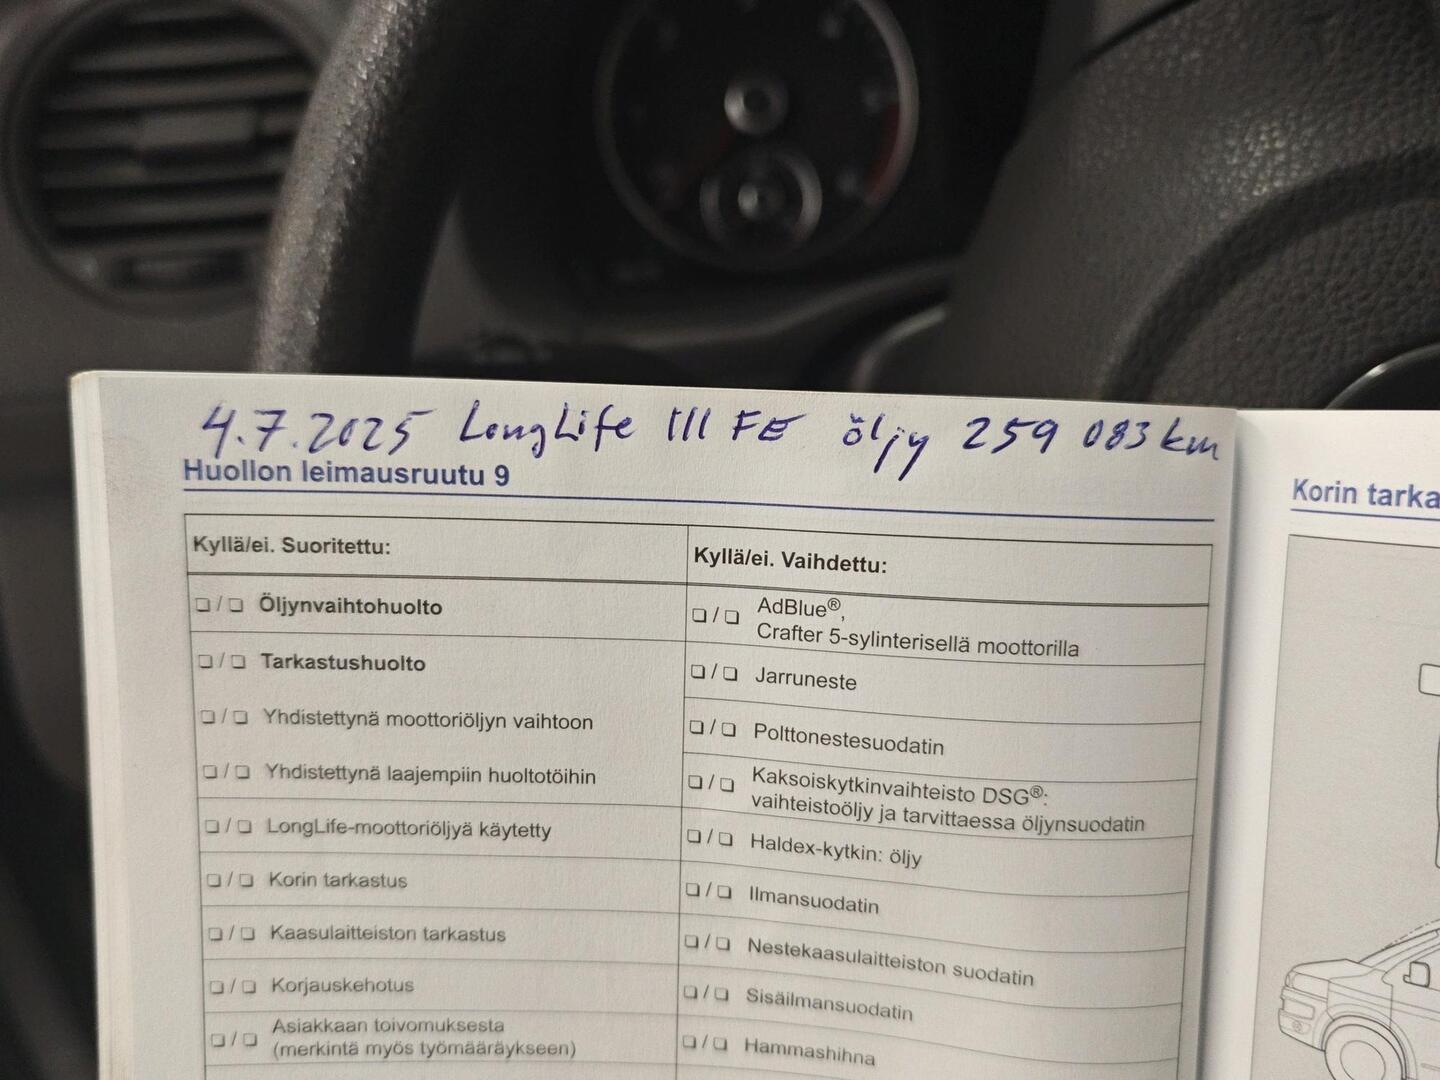 4.7.2025 LongLife III FE öljy 259 083 km
Huollon leimausruutu 9
Kyllä/ei. Suoritettu:
❏ / ❏ Öljynvaihtohuolto
❏ / ❏ Tarkastushuolto
❏ / ❏ Yhdistettynä moottoriöljyn vaihtoon
❏ / ❏ Yhdistettynä laajempiin huoltotöihin
❏ / ❏ LongLife-moottoriöljyä käytetty
❏ / ❏ Korin tarkastus
❏ / ❏ Kaasulaitteiston tarkastus
❏ / ❏ Korjauskehotus
❏ / ❏ Asiakkaan toivomuksesta
(merkintä myös työmääräykseen)
Kyllä/ei. Vaihdettu:
❏ / ❏ AdBlue®,
Crafter 5-sylinterisellä moottorilla
❏ / ❏ Jarruneste
❏ / ❏ Polttonestesuodatin
❏ / ❏ Kaksoiskytkinvaihteisto DSG®:
vaihteistoöljy ja tarvittaessa öljynsuodatin
❏ / ❏ Haldex-kytkin: öljy
❏ / ❏ Ilmansuodatin
❏ / ❏ Nestekaasulaitteiston suodatin
❏ / ❏ Sisäilmansuodatin
❏ / ❏ Hammashihna
Korin tarka